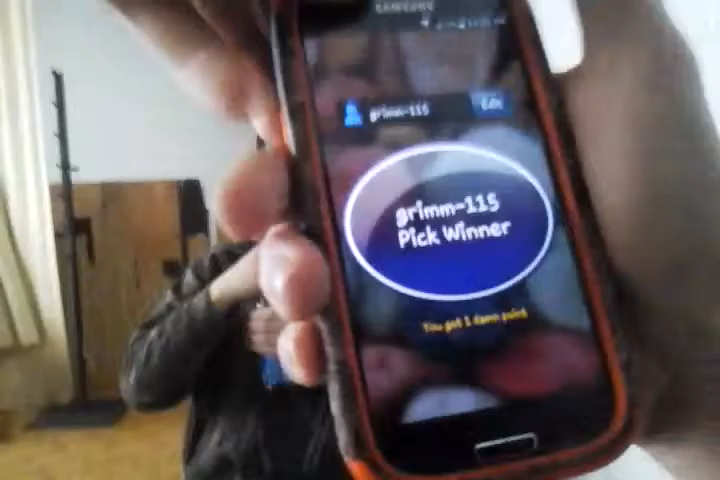 SAMSUNG
grimm-115
Edit
grimm-115
Pick Winner
You got 1 damn point